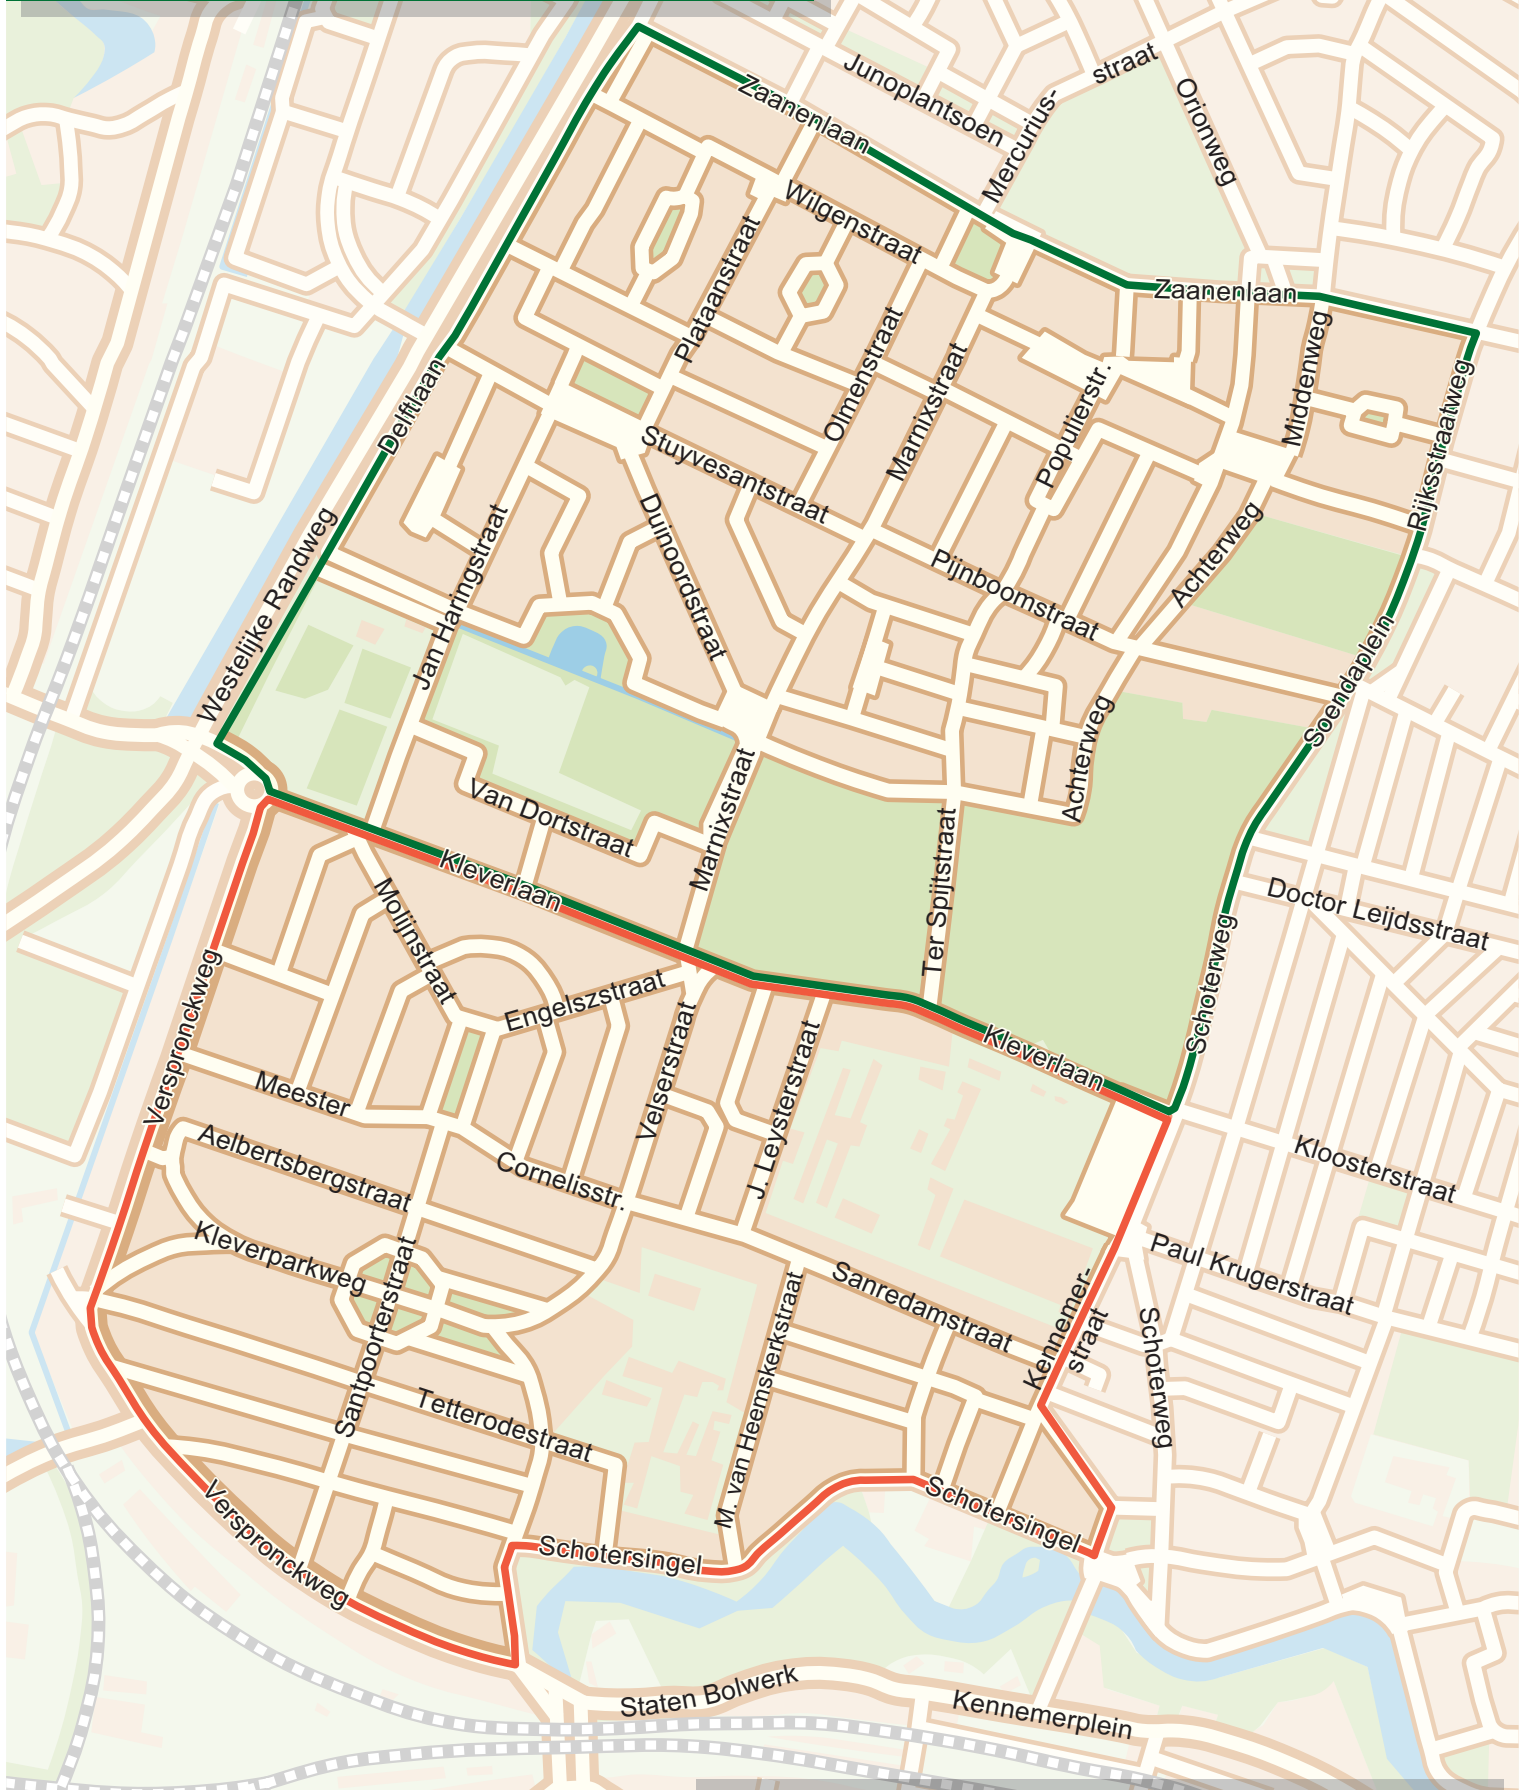 straat
Junoplantsoen
Orionweg
Zaanenlaan
Mercurius-
Wilgenstraat
Plataanstraat
Zaanenlaan
Olmenstraat
Marnixstraat
Middenweg
Populierstr.
Delftlaan
Rijksstraatweg
Stuyvesantstraat
Duinoordstraat
Jan Haringstraat
Achterweg
Westelijke Randweg
Pijnboomstraat
Soendaplein
Achterweg
Van Dortstraat
Marnixstraat
Ter Spijtstraat
Kleverlaan
Doctor Leijdsstraat
Molijnstraat
Schoterweg
Engelszstraat
Verspronckweg
Velserstraat
J. Leysterstraat
Kleverlaan
Meester
Cornelisstr.
Aelbertsbergstraat
Kloosterstraat
Kleverparkweg
Paul Krugerstraat
Santpoorterstraat
M. van Heemskerkstraat
Sanredamstraat
Kennemer-
straat
Schoterweg
Tetterodestraat
Verspronckweg
Schotersingel
Schotersingel
Staten Bolwerk
Kennemerplein